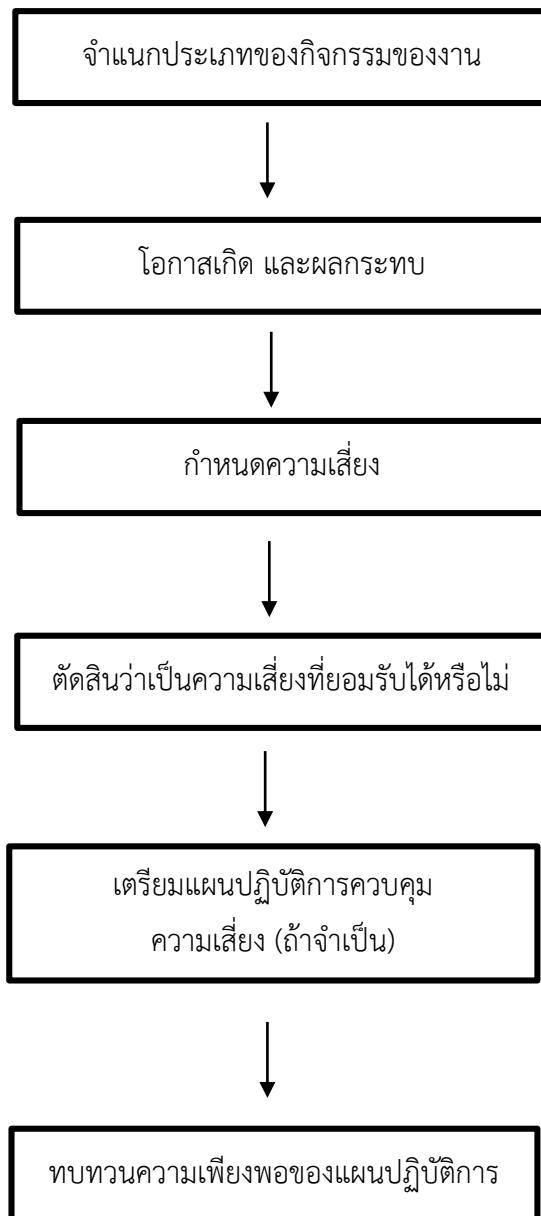 จำแนกประเภทของกิจกรรมของงาน
โอกาสเกิด และผลกระทบ
กำหนดความเสี่ยง
ตัดสินว่าเป็นความเสี่ยงที่ยอมรับได้หรือไม่
เตรียมแผนปฏิบัติการควบคุม
ความเสี่ยง (ถ้าจำเป็น)
ทบทวนความเพียงพอของแผนปฏิบัติการ